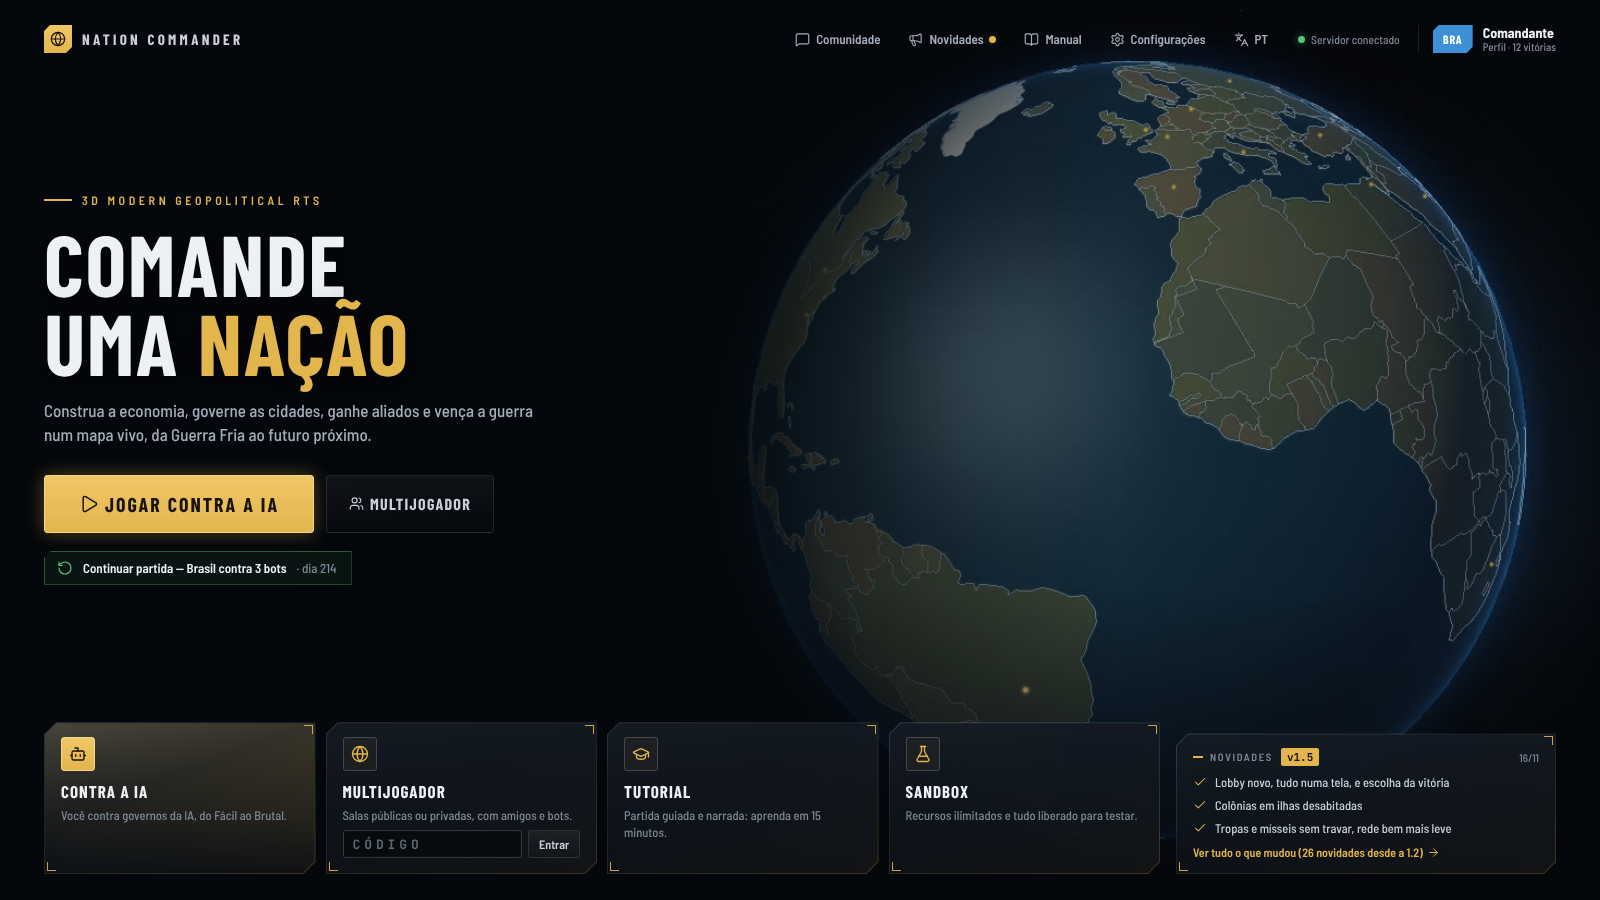 NATION COMMANDER
Comunidade
Novidades
Manual
Configurações
PT
Servidor conectado
BRA
Comandante
Perfil · 12 vitórias
3D MODERN GEOPOLITICAL RTS
COMANDE
UMA NAÇÃO
Construa a economia, governe as cidades, ganhe aliados e vença a guerra
num mapa vivo, da Guerra Fria ao futuro próximo.
JOGAR CONTRA A IA
MULTIJOGADOR
Continuar partida — Brasil contra 3 bots · dia 214
CONTRA A IA
Você contra governos da IA, do Fácil ao Brutal.
MULTIJOGADOR
Salas públicas ou privadas, com amigos e bots.
CÓDIGO
Entrar
TUTORIAL
Partida guiada e narrada: aprenda em 15
minutos.
SANDBOX
Recursos ilimitados e tudo liberado para testar.
NOVIDADES v1.5 16/11
Lobby novo, tudo numa tela, e escolha da vitória
Colônias em ilhas desabitadas
Tropas e mísseis sem travar, rede bem mais leve
Ver tudo o que mudou (26 novidades desde a 1.2)